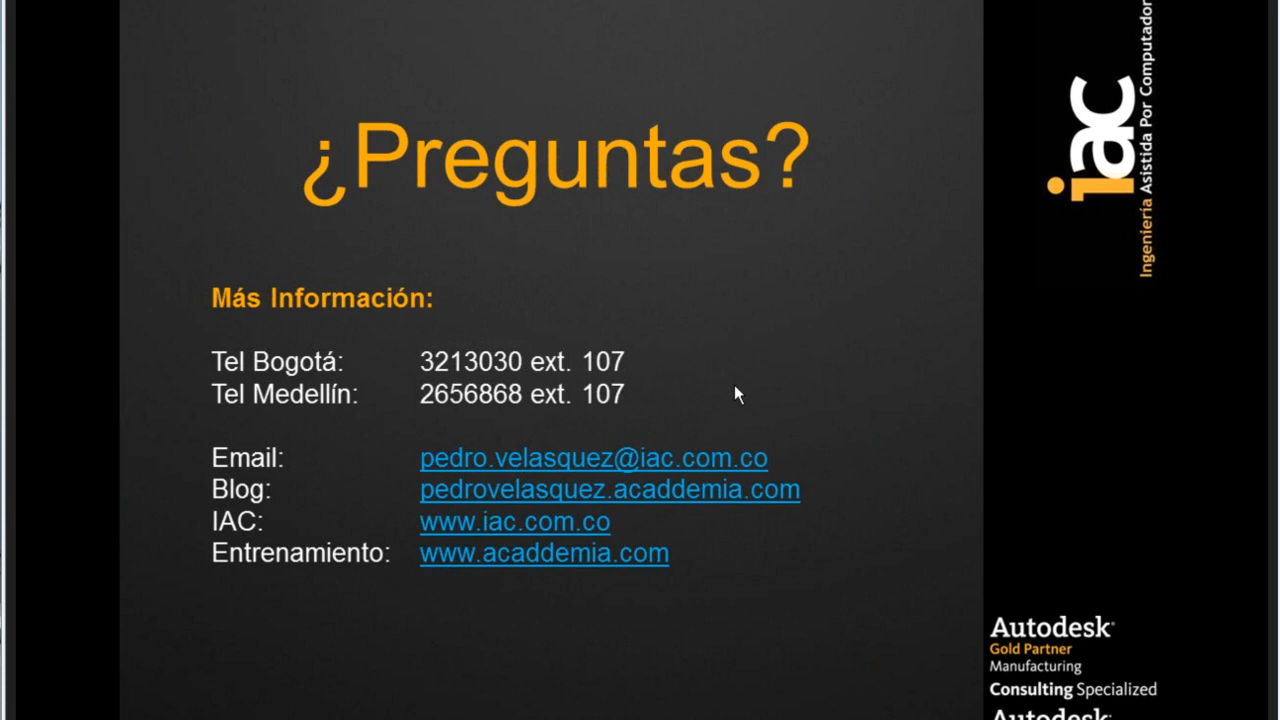 ¿Preguntas?
Más Información:
Tel Bogotá: 3213030 ext. 107
Tel Medellín: 2656868 ext. 107
Email: pedro.velasquez@iac.com.co
Blog: pedrovelasquez.acaddemia.com
IAC: www.iac.com.co
Entrenamiento: www.acaddemia.com
iac
Ingeniería Asistida Por Computador
Autodesk®
Gold Partner
Manufacturing
Consulting Specialized
Autodesk